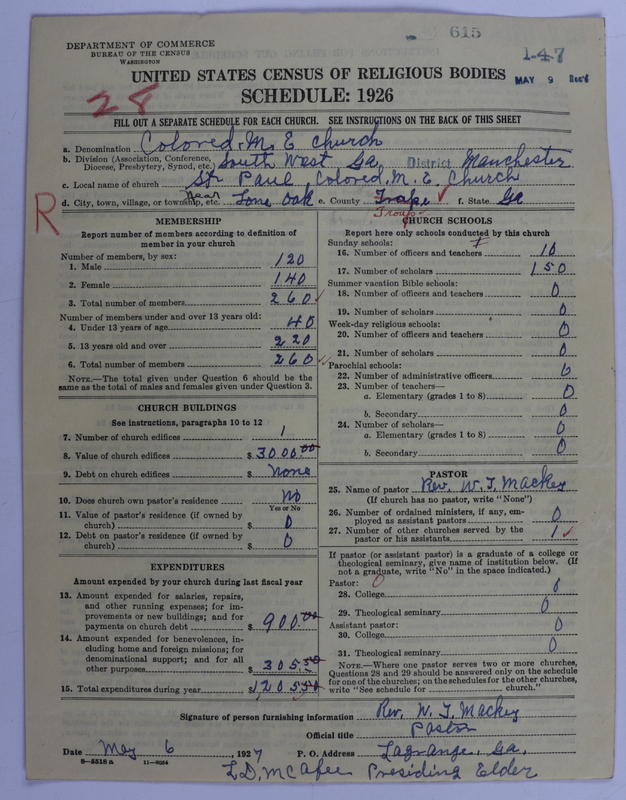 615
1-4-7
MAY 9 Rec'd
DEPARTMENT OF COMMERCE
BUREAU OF THE CENSUS
WASHINGTON
UNITED STATES CENSUS OF RELIGIOUS BODIES
SCHEDULE: 1926
28
FILL OUT A SEPARATE SCHEDULE FOR EACH CHURCH. SEE INSTRUCTIONS ON THE BACK OF THIS SHEET
a. Denomination Colored M. E church
b. Division (Association, Conference, Diocese, Presbytery, Synod, etc.) South West Ga District Manchester
c. Local name of church St. Paul Colored M. E. Church
d. City, town, village, or township, etc. Near Lone Oak e. County Troupe f. State Ga
Troup
R
MEMBERSHIP
Report number of members according to definition of
member in your church
Number of members, by sex:
1. Male 120
2. Female 140
3. Total number of members 260
Number of members under and over 13 years old:
4. Under 13 years of age 40
5. 13 years old and over 220
6. Total number of members 260
NOTE.—The total given under Question 6 should be
same as the total of males and females given under Question 3.
CHURCH BUILDINGS
See instructions, paragraphs 10 to 12
7. Number of church edifices 1
8. Value of church edifices $ 3000.00
9. Debt on church edifices $ none
10. Does church own pastor's residence No
Yes or No
11. Value of pastor's residence (if owned by
church) $ 0
12. Debt on pastor's residence (if owned by
church) $ 0
EXPENDITURES
Amount expended by your church during last fiscal year
13. Amount expended for salaries, repairs,
and other running expenses; for im-
provements or new buildings; and for
payments on church debt $ 900.00
14. Amount expended for benevolences, in-
cluding home and foreign missions; for
denominational support; and for all
other purposes $ 305.50
15. Total expenditures during year $ 1205.50
CHURCH SCHOOLS
Report here only schools conducted by this church
Sunday schools:
16. Number of officers and teachers 10
17. Number of scholars 150
Summer vacation Bible schools:
18. Number of officers and teachers 0
19. Number of scholars 0
Week-day religious schools:
20. Number of officers and teachers 0
21. Number of scholars 0
Parochial schools:
22. Number of administrative officers 0
23. Number of teachers—
a. Elementary (grades 1 to 8) 0
b. Secondary 0
24. Number of scholars—
a. Elementary (grades 1 to 8) 0
b. Secondary 0
PASTOR
25. Name of pastor Rev. W. J. Mackey
(If church has no pastor, write "None")
26. Number of ordained ministers, if any, em-
ployed as assistant pastors 0
27. Number of other churches served by the
pastor or his assistants 1
If pastor (or assistant pastor) is a graduate of a college or
theological seminary, give name of institution below. (If
not a graduate, write "No" in the space indicated.)
Pastor: 0
28. College 0
29. Theological seminary 0
Assistant pastor:
30. College 0
31. Theological seminary 0
NOTE.—Where one pastor serves two or more churches,
Questions 28 and 29 should be answered only on the schedule
for one of the churches; on the schedules for the other churches,
write "See schedule for church."
Signature of person furnishing information Rev. W. J. Mackey
Official title Pastor
Date May 6, 1927 P. O. Address Lagrange, Ga.
8-5518 a 11-9034
L. D. McAfee Presiding Elder